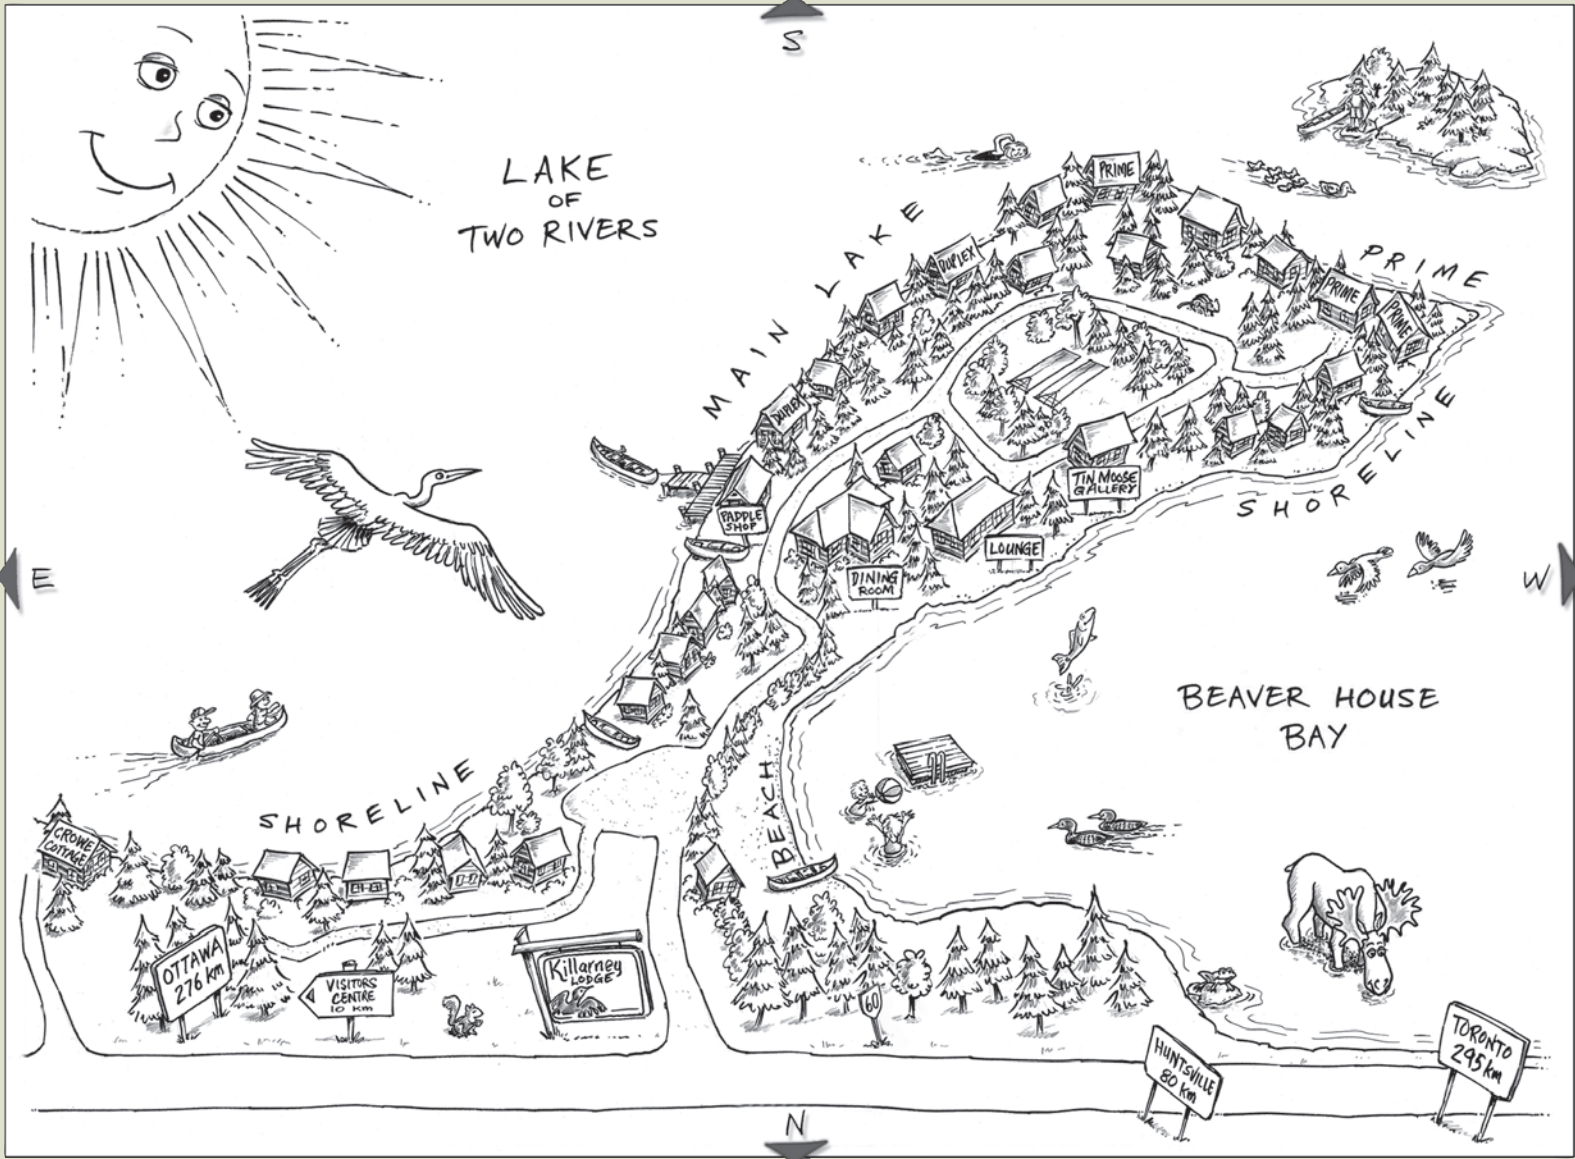 S
LAKE
OF
TWO RIVERS
PRIME
MAIN LAKE
DUPLEX
PRIME
PRIME
PRIME
DUPLEX
SHORELINE
TIN MOOSE
GALLERY
PADDLE
SHOP
LOUNGE
DINING
ROOM
E
W
BEAVER HOUSE
BAY
BEACH
SHORELINE
CROWE
COTTAGE
OTTAWA
276 km
VISITORS
CENTRE
10 KM
Killarney
LODGE
60
HUNTSVILLE
80 km
TORONTO
295 km
N